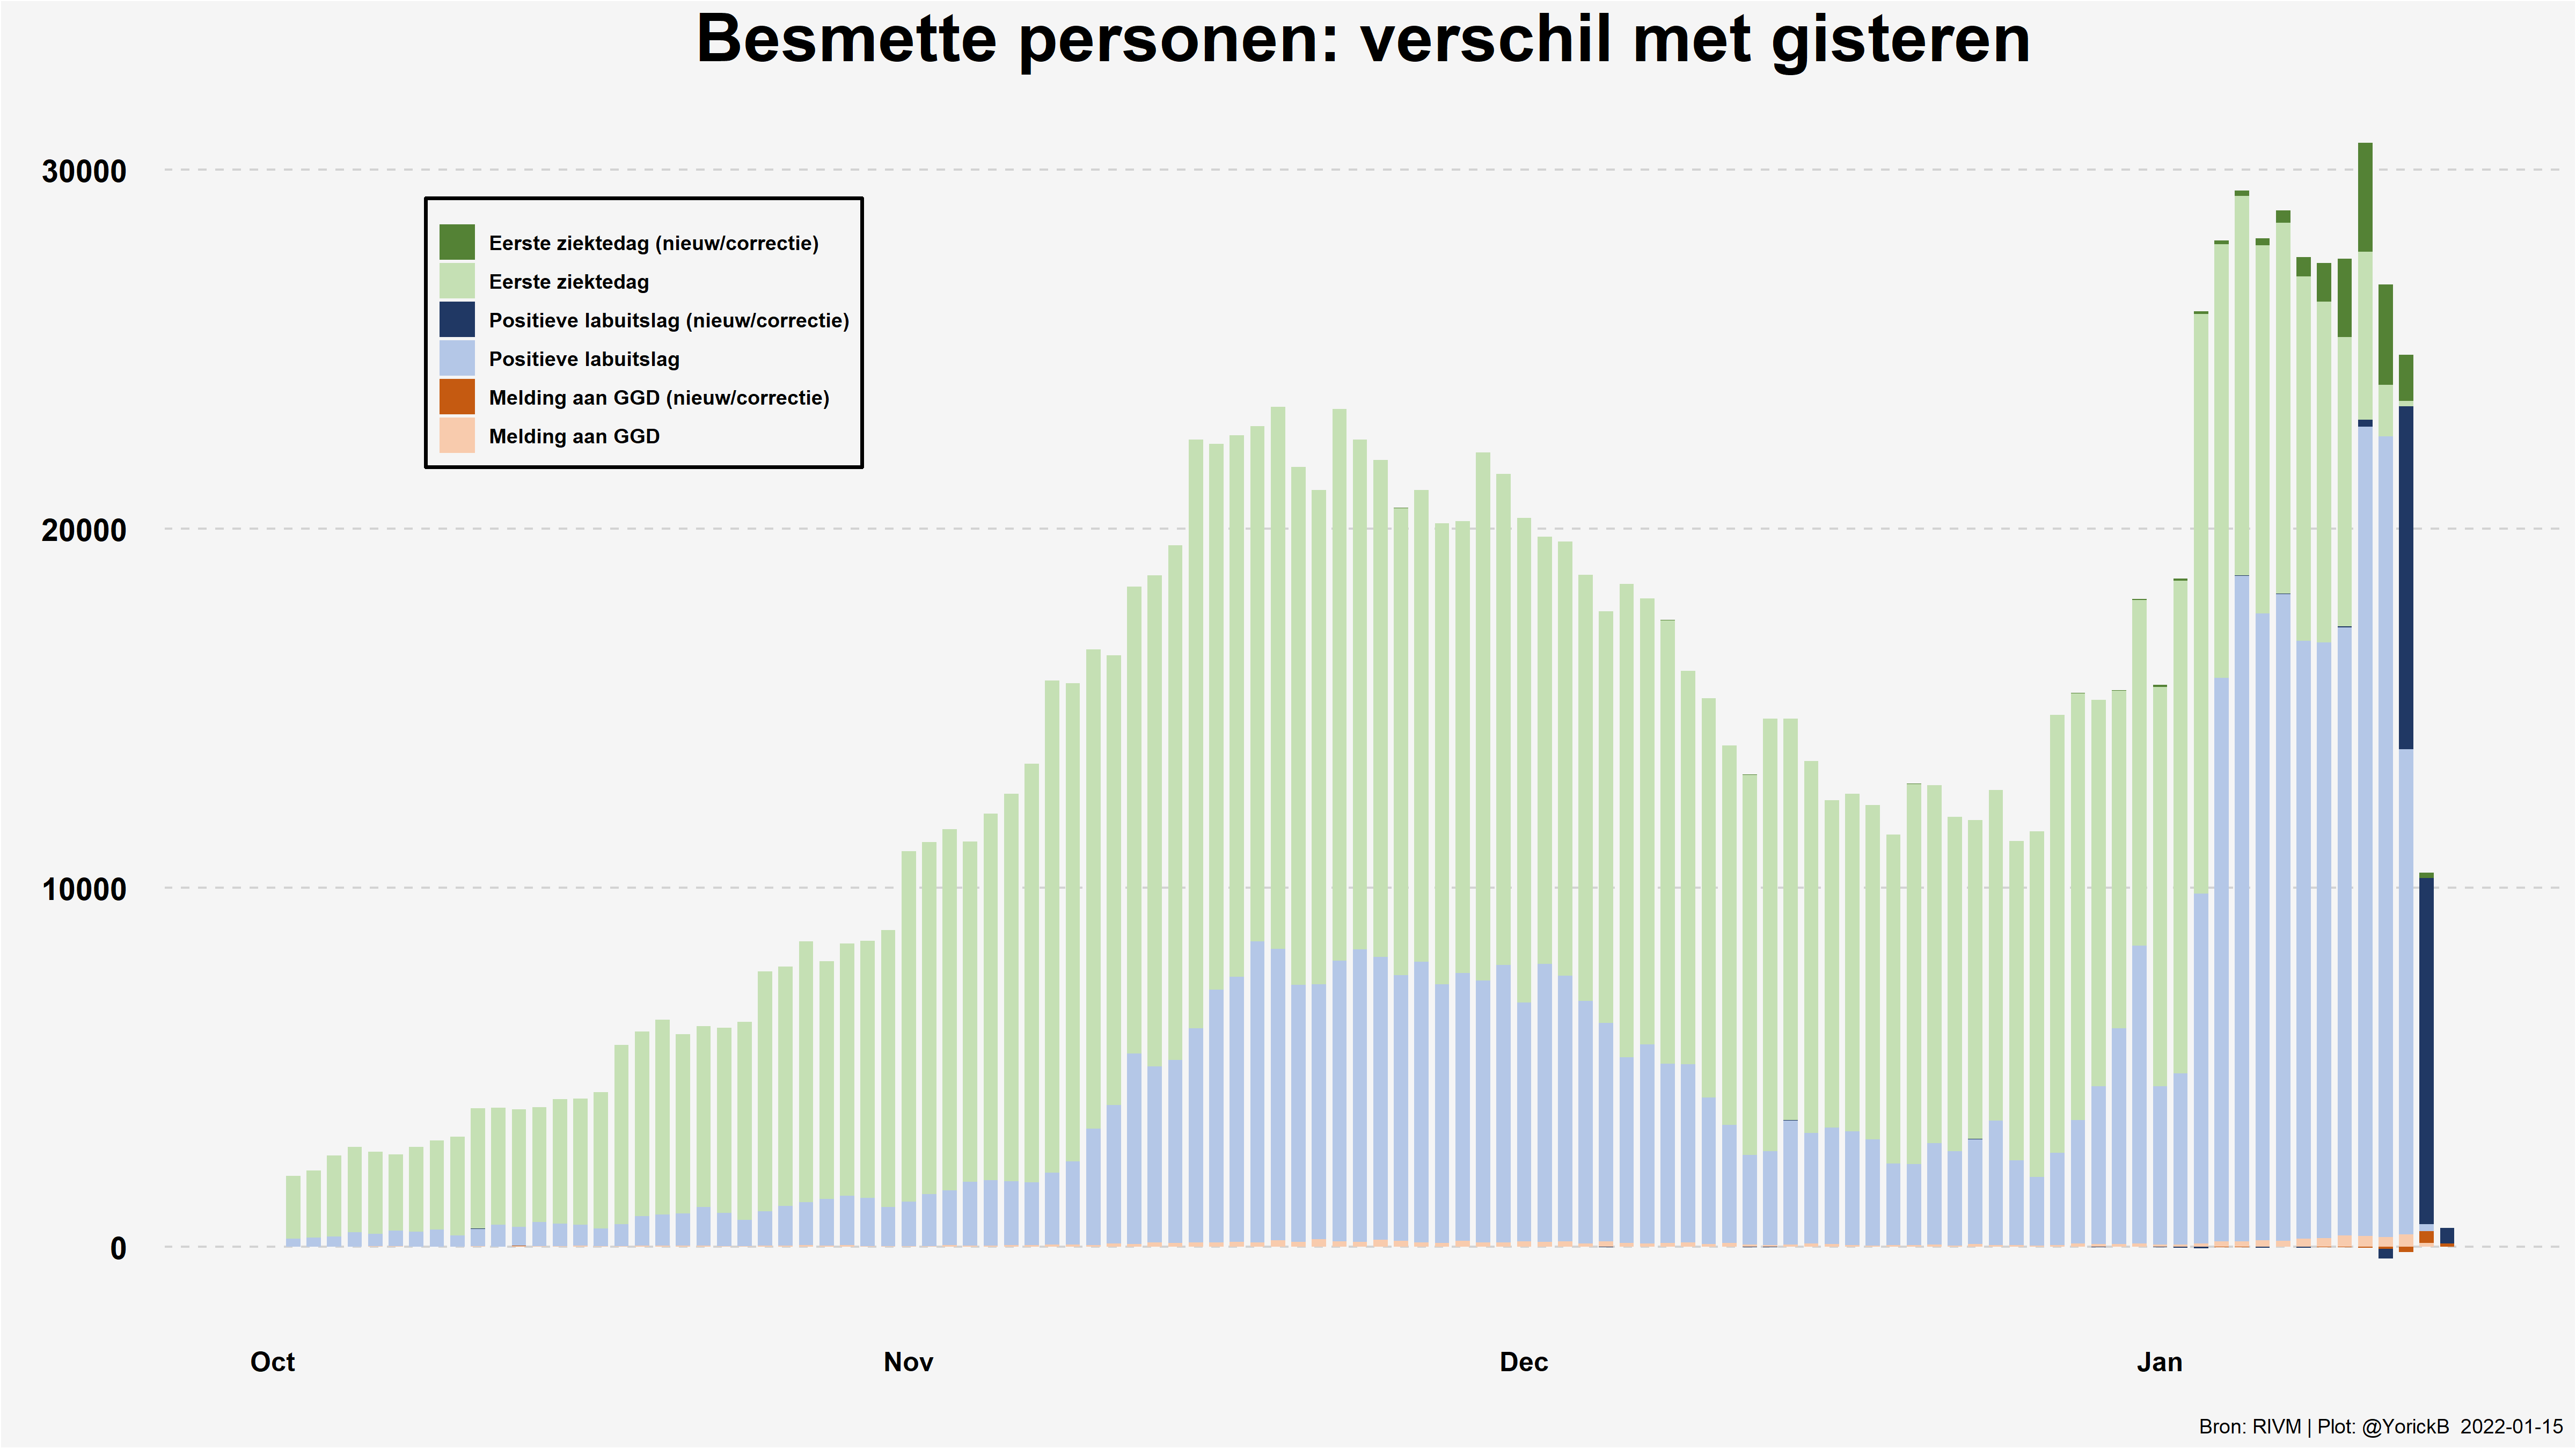 Besmette personen: verschil met gisteren
30000
20000
10000
0
Eerste ziektedag (nieuw/correctie)
Eerste ziektedag
Positieve labuitslag (nieuw/correctie)
Positieve labuitslag
Melding aan GGD (nieuw/correctie)
Melding aan GGD
Oct Nov Dec Jan
Bron: RIVM | Plot: @YorickB 2022-01-15